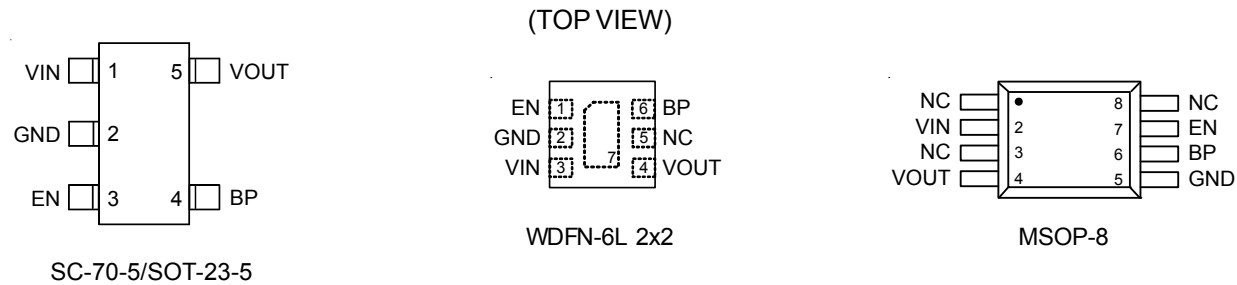 (TOP VIEW)
VIN 1 5 VOUT
GND 2
EN 3 4 BP
SC-70-5/SOT-23-5
EN 1 6 BP
GND 2 5 NC
VIN 3 7 4 VOUT
WDFN-6L 2x2
NC 8 NC
VIN 2 7 EN
NC 3 6 BP
VOUT 4 5 GND
MSOP-8